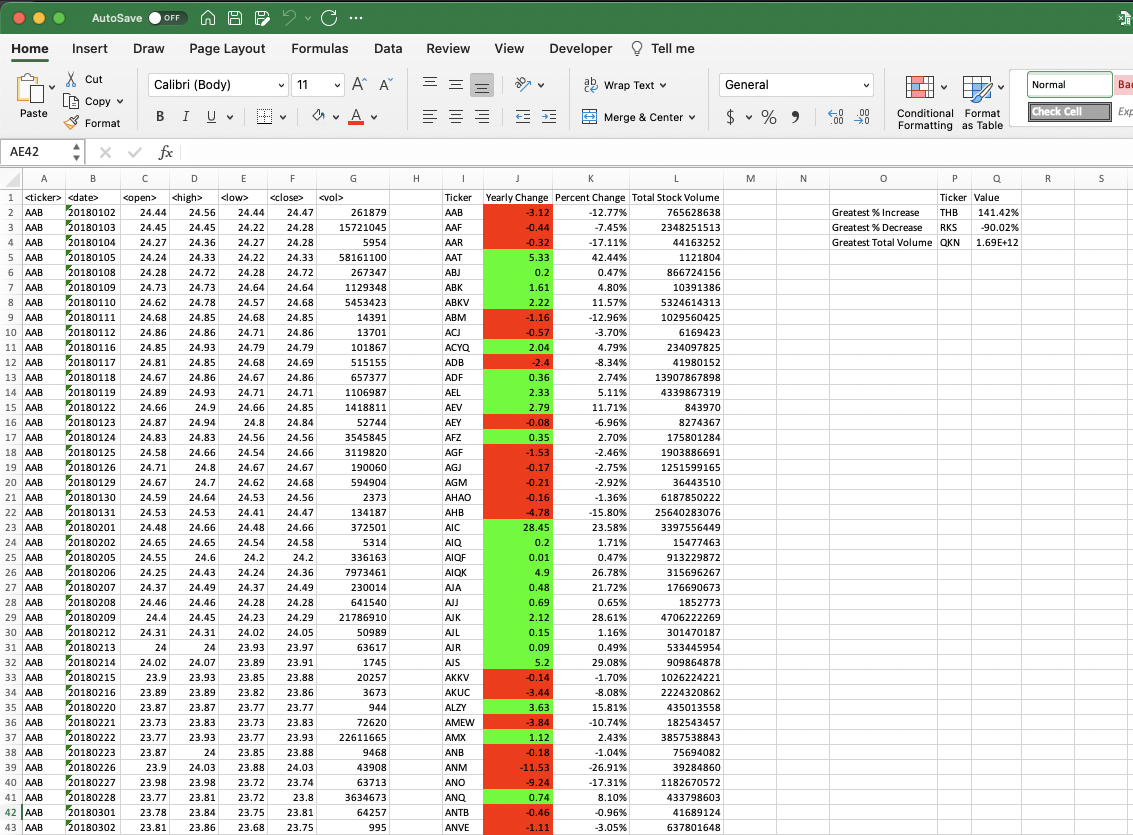 AutoSave OFF
Home Insert Draw Page Layout Formulas Data Review View Developer Tell me
Paste Cut Copy Format
Calibri (Body) 11 A A
B I U A
ab Wrap Text
Merge & Center
General
$ % 9 .00 .00
Conditional Formatting
Format as Table
Normal Bac
Check Cell Exp
AE42 fx
A B C D E F G H I J K L M N O P Q R S
1 <ticker> <date> <open> <high> <low> <close> <vol> Ticker Yearly Change Percent Change Total Stock Volume Ticker Value
2 AAB 20180102 24.44 24.56 24.44 24.47 261879 AAB -3.12 -12.77% 765628638 Greatest % Increase THB 141.42%
3 AAB 20180103 24.45 24.45 24.22 24.28 15721045 AAF -0.44 -7.45% 2348251513 Greatest % Decrease RKS -90.02%
4 AAB 20180104 24.27 24.36 24.27 24.28 5954 AAR -0.32 -17.11% 44163252 Greatest Total Volume QKN 1.69E+12
5 AAB 20180105 24.24 24.33 24.22 24.33 58161100 AAT 5.33 42.44% 1121804
6 AAB 20180108 24.28 24.72 24.28 24.72 267347 ABJ 0.2 0.47% 866724156
7 AAB 20180109 24.73 24.73 24.64 24.64 1129348 ABK 1.61 4.80% 10391386
8 AAB 20180110 24.62 24.78 24.57 24.68 5453423 ABKV 2.22 11.57% 5324614313
9 AAB 20180111 24.68 24.85 24.68 24.85 14391 ABM -1.16 -12.96% 1029560425
10 AAB 20180112 24.86 24.86 24.71 24.86 13701 ACJ -0.57 -3.70% 6169423
11 AAB 20180116 24.85 24.93 24.79 24.79 101867 ACYQ 2.04 4.79% 234097825
12 AAB 20180117 24.81 24.85 24.68 24.69 515155 ADB -2.4 -8.34% 41980152
13 AAB 20180118 24.67 24.86 24.67 24.86 657377 ADF 0.36 2.74% 13907867898
14 AAB 20180119 24.89 24.93 24.71 24.71 1106987 AEL 2.33 5.11% 4339867319
15 AAB 20180122 24.66 24.9 24.66 24.85 1418811 AEV 2.79 11.71% 843970
16 AAB 20180123 24.87 24.94 24.8 24.84 52744 AEY -0.08 -6.96% 8274367
17 AAB 20180124 24.83 24.83 24.56 24.56 3545845 AFZ 0.35 2.70% 175801284
18 AAB 20180125 24.58 24.66 24.54 24.66 3119820 AGF -1.53 -2.46% 1903886691
19 AAB 20180126 24.71 24.8 24.67 24.67 190060 AGJ -0.17 -2.75% 1251599165
20 AAB 20180129 24.67 24.7 24.62 24.68 594904 AGM -0.21 -2.92% 36443510
21 AAB 20180130 24.59 24.64 24.53 24.56 2373 AHAO -0.16 -1.36% 6187850222
22 AAB 20180131 24.53 24.53 24.41 24.47 134187 AHB -4.78 -15.80% 25640283076
23 AAB 20180201 24.48 24.66 24.48 24.66 372501 AIC 28.45 23.58% 3397556449
24 AAB 20180202 24.65 24.65 24.54 24.58 5314 AIQ 0.2 1.71% 15477463
25 AAB 20180205 24.55 24.6 24.2 24.2 336163 AIQF 0.01 0.47% 913229872
26 AAB 20180206 24.25 24.43 24.24 24.36 7973461 AIQK 4.9 26.78% 315696267
27 AAB 20180207 24.37 24.49 24.37 24.49 230014 AJA 0.48 21.72% 176690673
28 AAB 20180208 24.46 24.46 24.28 24.28 641540 AJJ 0.69 0.65% 1852773
29 AAB 20180209 24.4 24.45 24.23 24.29 21786910 AJK 2.12 28.61% 4706222269
30 AAB 20180212 24.31 24.31 24.02 24.05 50989 AJL 0.15 1.16% 301470187
31 AAB 20180213 24 24 23.93 23.97 63617 AJR 0.09 0.49% 533445954
32 AAB 20180214 24.02 24.07 23.89 23.91 1745 AJS 5.2 29.08% 909864878
33 AAB 20180215 23.9 23.93 23.85 23.88 20257 AKKV -0.14 -1.70% 1026224221
34 AAB 20180216 23.89 23.89 23.82 23.86 3673 AKUC -3.44 -8.08% 2224320862
35 AAB 20180220 23.87 23.87 23.77 23.77 944 ALZY 3.63 15.81% 435013558
36 AAB 20180221 23.73 23.83 23.73 23.83 72620 AMEW -3.84 -10.74% 182543457
37 AAB 20180222 23.77 23.93 23.77 23.93 22611665 AMX 1.12 2.43% 3857538843
38 AAB 20180223 23.87 24 23.85 23.88 9468 ANB -0.18 -1.04% 75694082
39 AAB 20180226 23.9 24.03 23.88 24.03 43908 ANM -11.53 -26.91% 39284860
40 AAB 20180227 23.98 23.98 23.72 23.74 63713 ANO -9.24 -17.31% 1182670572
41 AAB 20180228 23.77 23.81 23.72 23.8 3634673 ANQ 0.74 8.10% 433798603
42 AAB 20180301 23.78 23.84 23.75 23.81 64257 ANTB -0.46 -0.96% 41689124
43 AAB 20180302 23.81 23.86 23.68 23.75 995 ANVE -1.11 -3.05% 637801648